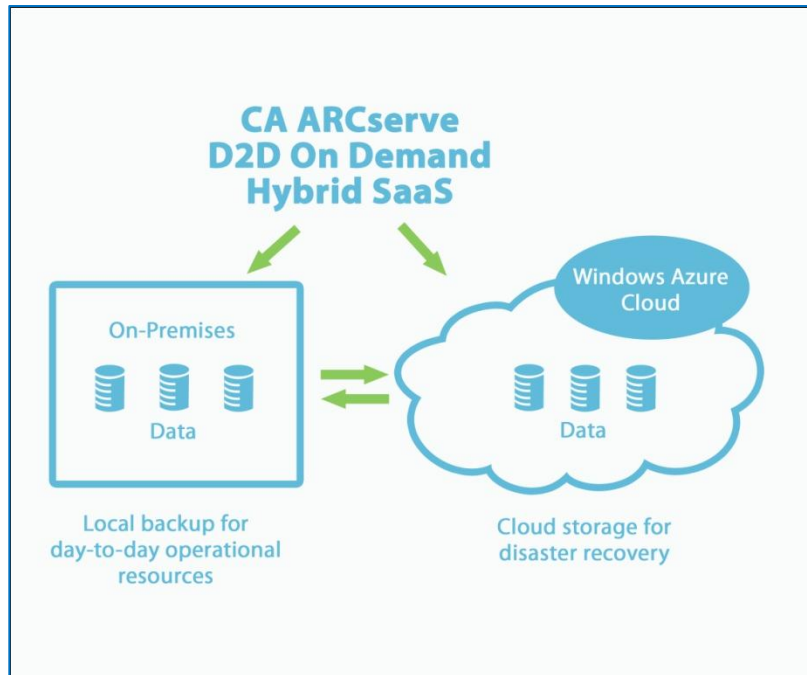 CA ARCserve
D2D On Demand
Hybrid SaaS
Windows Azure
Cloud
On-Premises
Data
Data
Local backup for
day-to-day operational
resources
Cloud storage for
disaster recovery